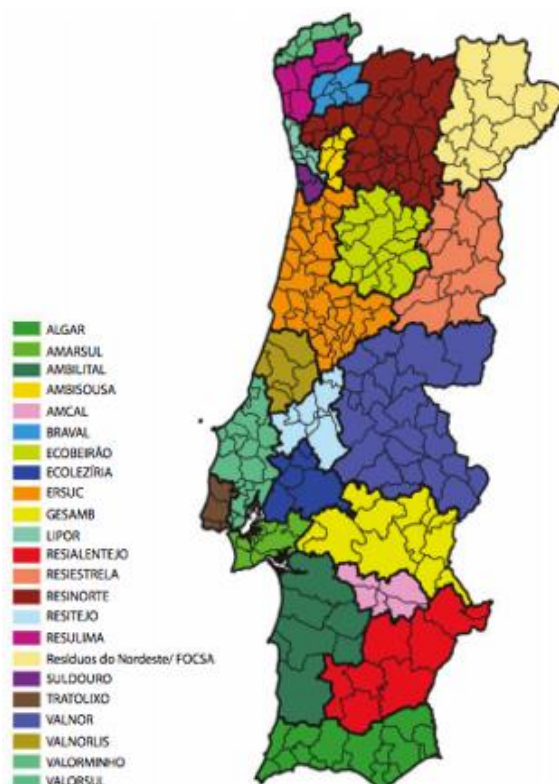 ALGAR
AMARSUL
AMBILITAL
AMBISOUSA
AMCAL
BRAVAL
ECOBEIRÃO
ECOLEZÍRIA
ERSUC
GESAMB
LIPOR
RESIALENTEJO
RESIESTRELA
RESINORTE
RESITEJO
RESULIMA
Resíduos do Nordeste/ FOCSA
SULDOURO
TRATOLIXO
VALNOR
VALNORLIS
VALORMINHO
VALORSUL